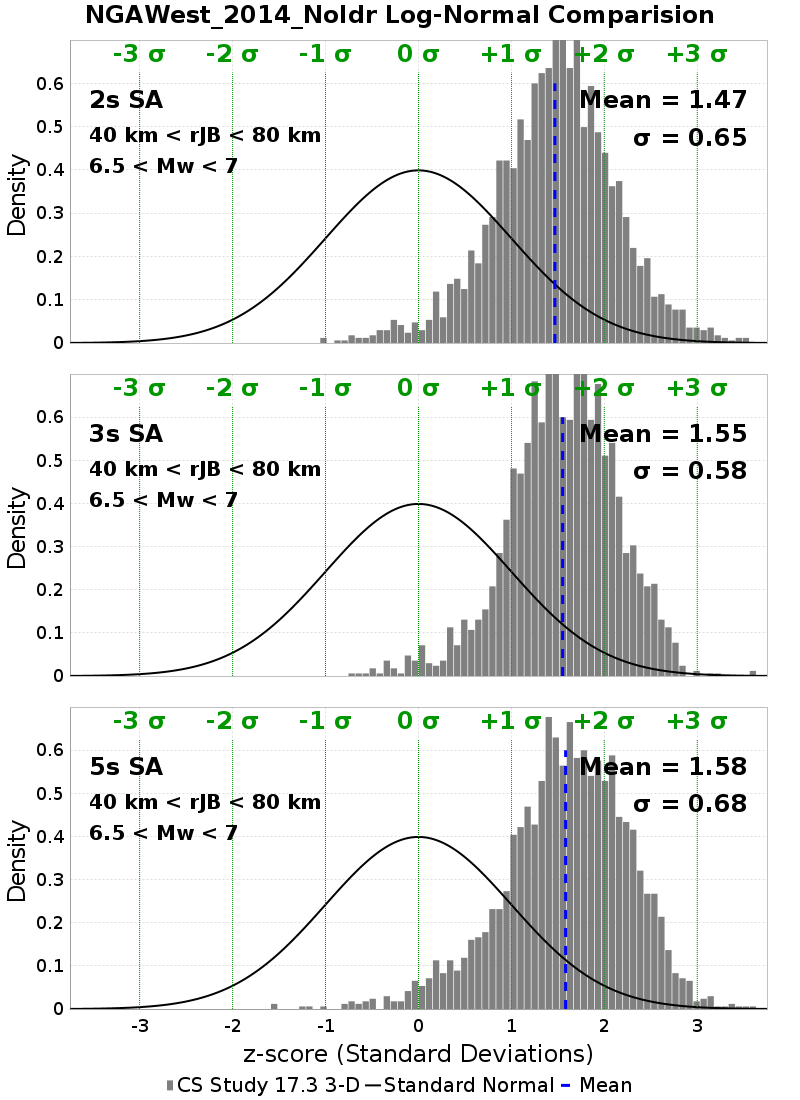 NGAWest_2014_NoIdr Log-Normal Comparision
-3 σ -2 σ -1 σ 0 σ +1 σ +2 σ +3 σ
2s SA
Mean = 1.47
40 km < rJB < 80 km
σ = 0.65
6.5 < Mw < 7
Density
0.6
0.5
0.4
0.3
0.2
0.1
0
-3 σ -2 σ -1 σ 0 σ +1 σ +2 σ +3 σ
3s SA
Mean = 1.55
40 km < rJB < 80 km
σ = 0.58
6.5 < Mw < 7
Density
0.6
0.5
0.4
0.3
0.2
0.1
0
-3 σ -2 σ -1 σ 0 σ +1 σ +2 σ +3 σ
5s SA
Mean = 1.58
40 km < rJB < 80 km
σ = 0.68
6.5 < Mw < 7
Density
0.6
0.5
0.4
0.3
0.2
0.1
0
-3 -2 -1 0 1 2 3
z-score (Standard Deviations)
CS Study 17.3 3-D Standard Normal Mean